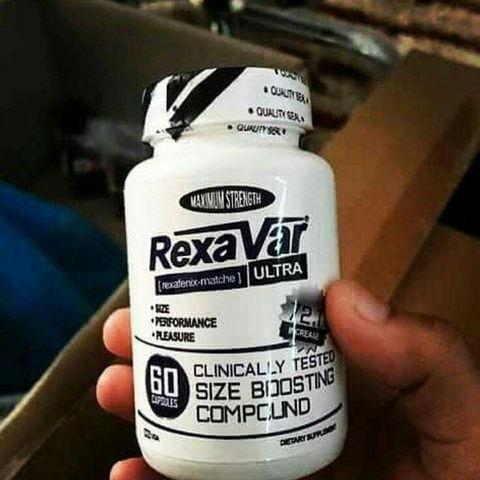 QUALITY SEAL
QUALITY SEAL
QUALITY SEAL
MAXIMUM STRENGTH
RexaVar®
[rexafenix-matche] ULTRA
• SIZE
• PERFORMANCE
• PLEASURE
60
CAPSULES
CLINICALLY TESTED
SIZE BOOSTING
COMPOUND
DIETARY SUPPLEMENT